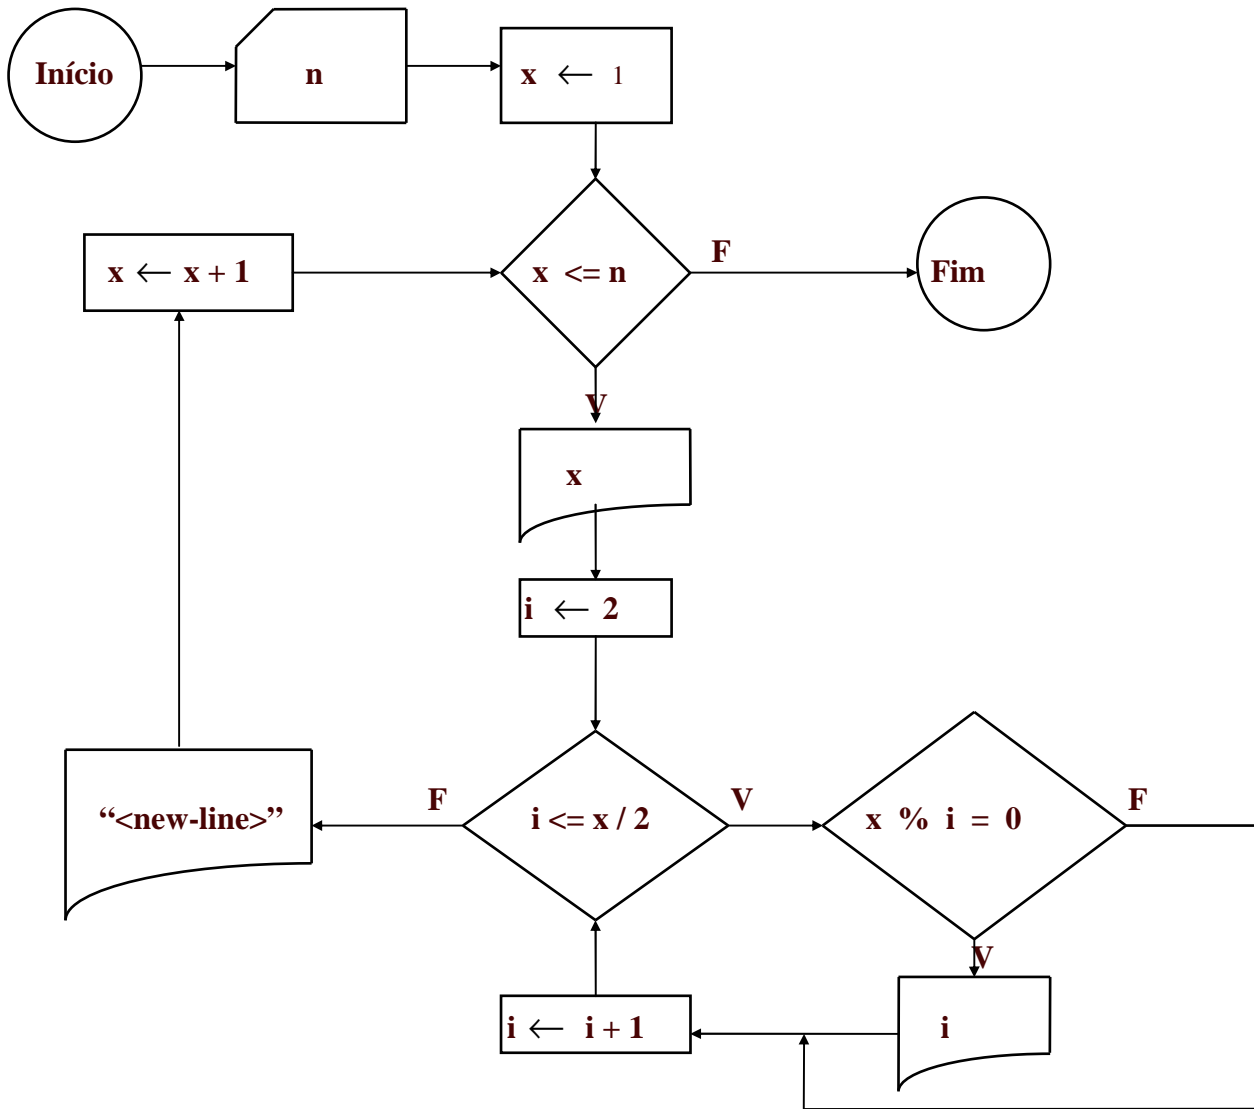 Início
n
x ← 1
x ← x + 1
x <= n
F
Fim
V
x
i ← 2
“<new-line>”
F
i <= x / 2
V
x % i = 0
F
V
i ← i + 1
i